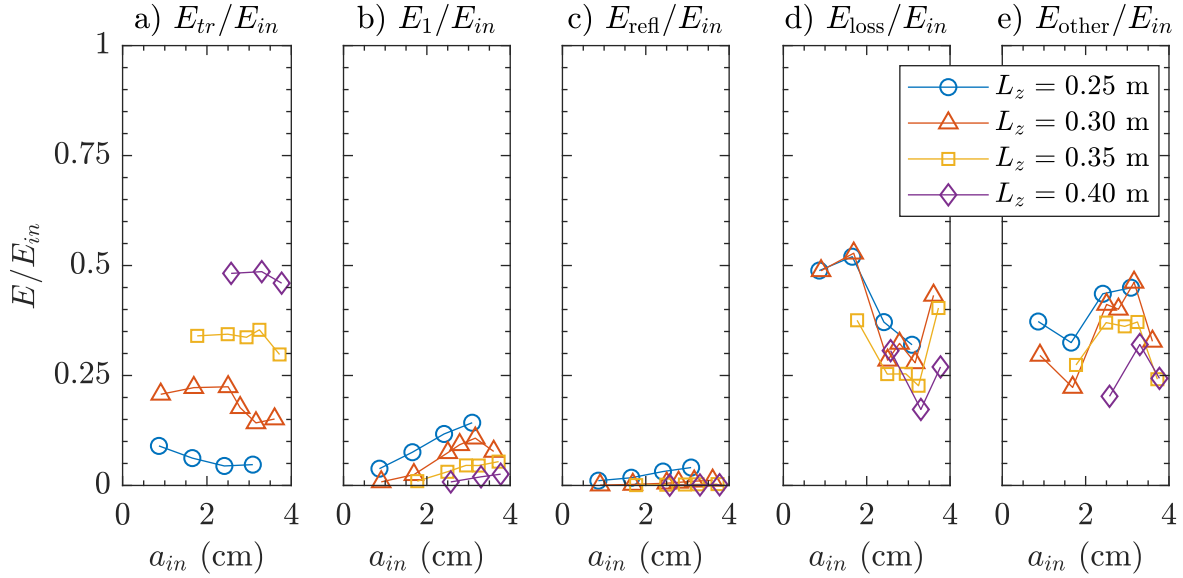 a) E_tr/E_in
b) E_1/E_in
c) E_refl/E_in
d) E_loss/E_in
e) E_other/E_in
E/E_in
1
0.75
0.5
0.25
0
L_z = 0.25 m
L_z = 0.30 m
L_z = 0.35 m
L_z = 0.40 m
0 2 4
0 2 4
0 2 4
0 2 4
0 2 4
a_in (cm)
a_in (cm)
a_in (cm)
a_in (cm)
a_in (cm)